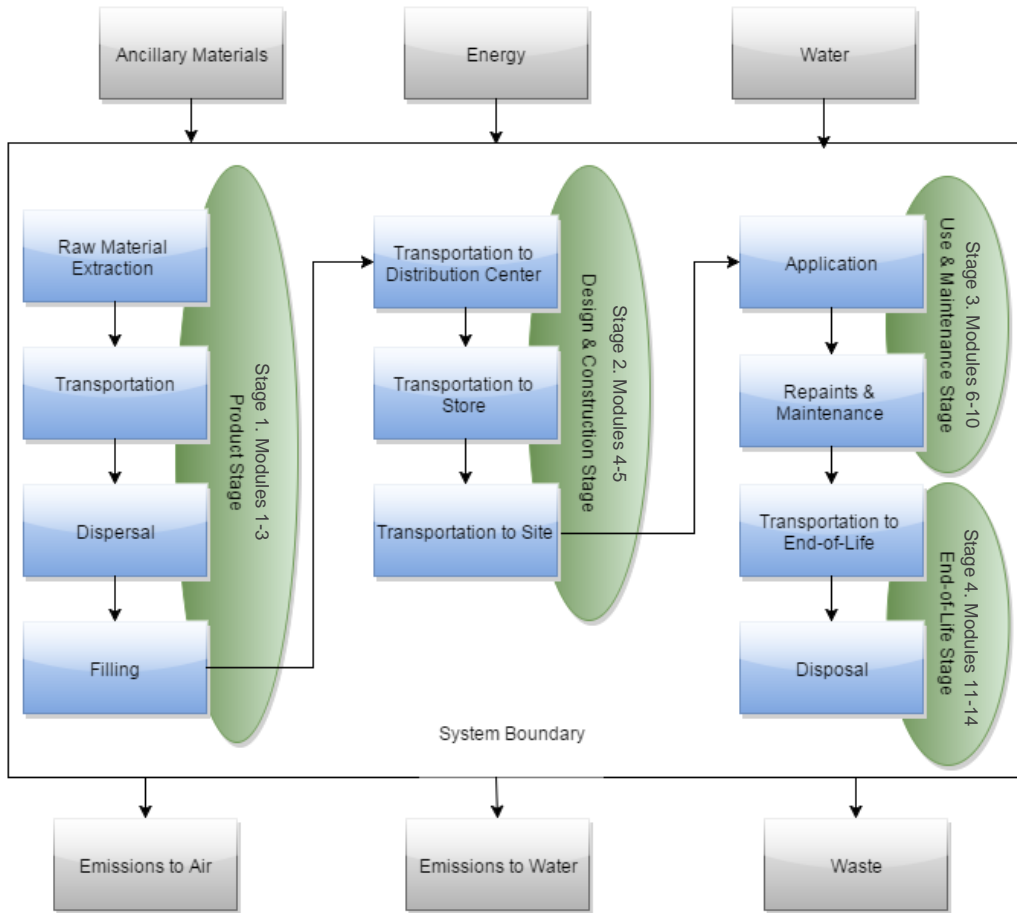 Ancillary Materials
Energy
Water
Raw Material
Extraction
Transportation
Dispersal
Filling
Stage 1. Modules 1-3
Product Stage
Transportation to
Distribution Center
Transportation to
Store
Transportation to Site
Stage 2. Modules 4-5
Design & Construction Stage
Application
Repaints &
Maintenance
Stage 3. Modules 6-10
Use & Maintenance Stage
Transportation to
End-of-Life
Disposal
Stage 4. Modules 11-14
End-of-Life Stage
System Boundary
Emissions to Air
Emissions to Water
Waste